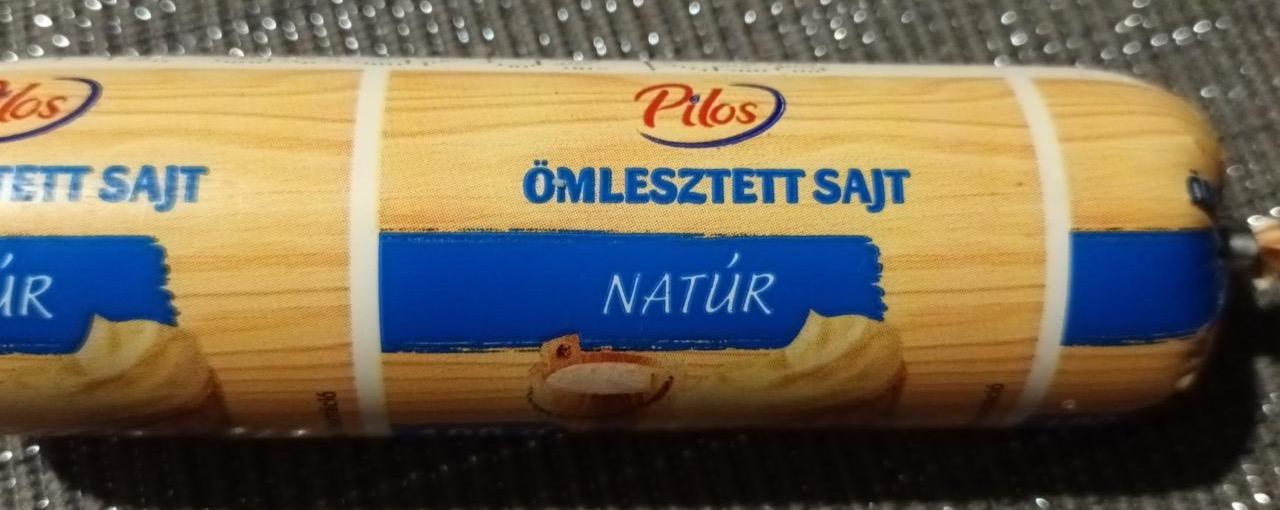 Pilos
ÖMLESZTETT SAJT
NATÚR